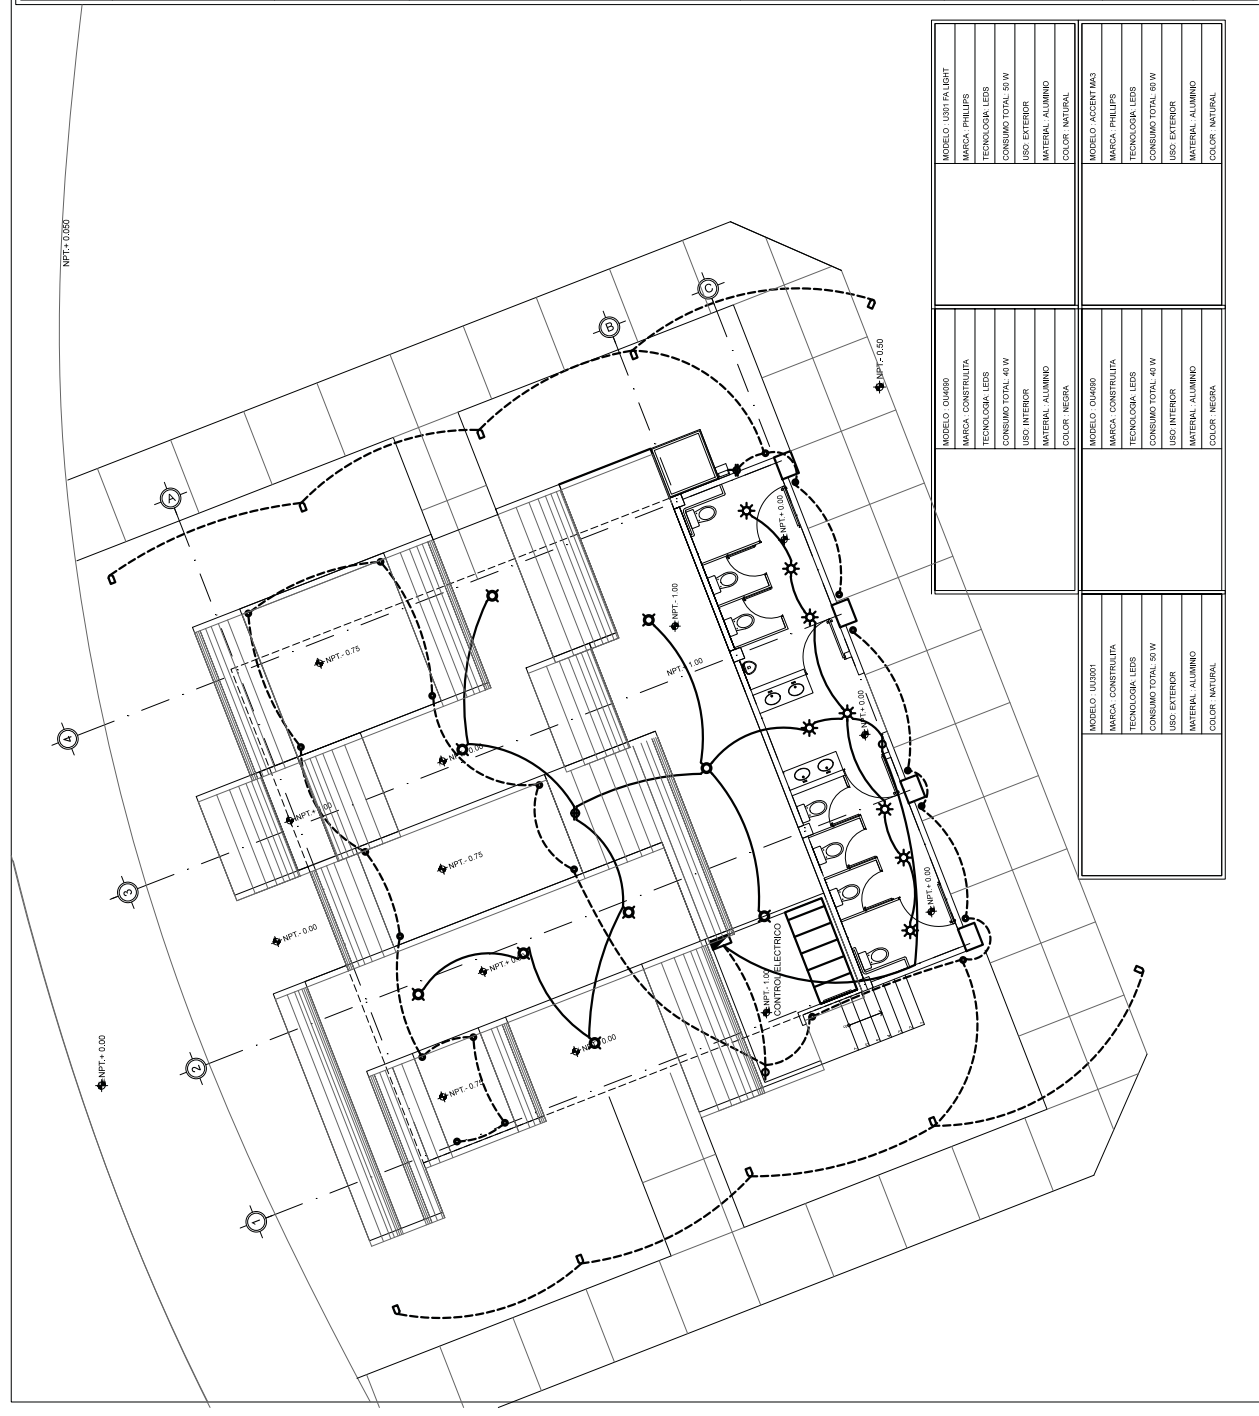 MODELO : U301 FA LIGHT
MARCA : PHILLIPS
TECNOLOGIA: LEDS
CONSUMO TOTAL: 50 W
USO: EXTERIOR
MATERIAL : ALUMINIO
COLOR : NATURAL
MODELO : ACCENT MA3
MARCA : PHILLIPS
TECNOLOGIA: LEDS
CONSUMO TOTAL: 60 W
USO: EXTERIOR
MATERIAL : ALUMINIO
COLOR : NATURAL
MODELO : OU4090
MARCA : CONSTRULITA
TECNOLOGIA: LEDS
CONSUMO TOTAL: 40 W
USO: INTERIOR
MATERIAL : ALUMINIO
COLOR : NEGRA
MODELO : OU4090
MARCA : CONSTRULITA
TECNOLOGIA: LEDS
CONSUMO TOTAL: 40 W
USO: INTERIOR
MATERIAL : ALUMINIO
COLOR : NEGRA
MODELO : UU3001
MARCA : CONSTRULITA
TECNOLOGIA: LEDS
CONSUMO TOTAL: 50 W
USO: EXTERIOR
MATERIAL : ALUMINIO
COLOR : NATURAL
NPT.+ 0.050
C
B
NPT.- 0.50
A
NPT.+ 0.00
NPT.- 1.00
NPT.- 0.75
NPT.- 1.00
NPT.+ 0.00
4
0.00
NPT.+
NPT.- 0.75
3
NPT.+ 0.00
NPT.- 0.00
CONTROL ELECTRICO
NPT.- 1.00
NPT.+
NPT.+ 0.00
0.00
2
NPT.- 0.75
1